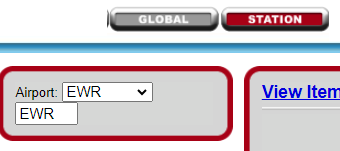 GLOBAL STATION
Airport: EWR
EWR
View Item